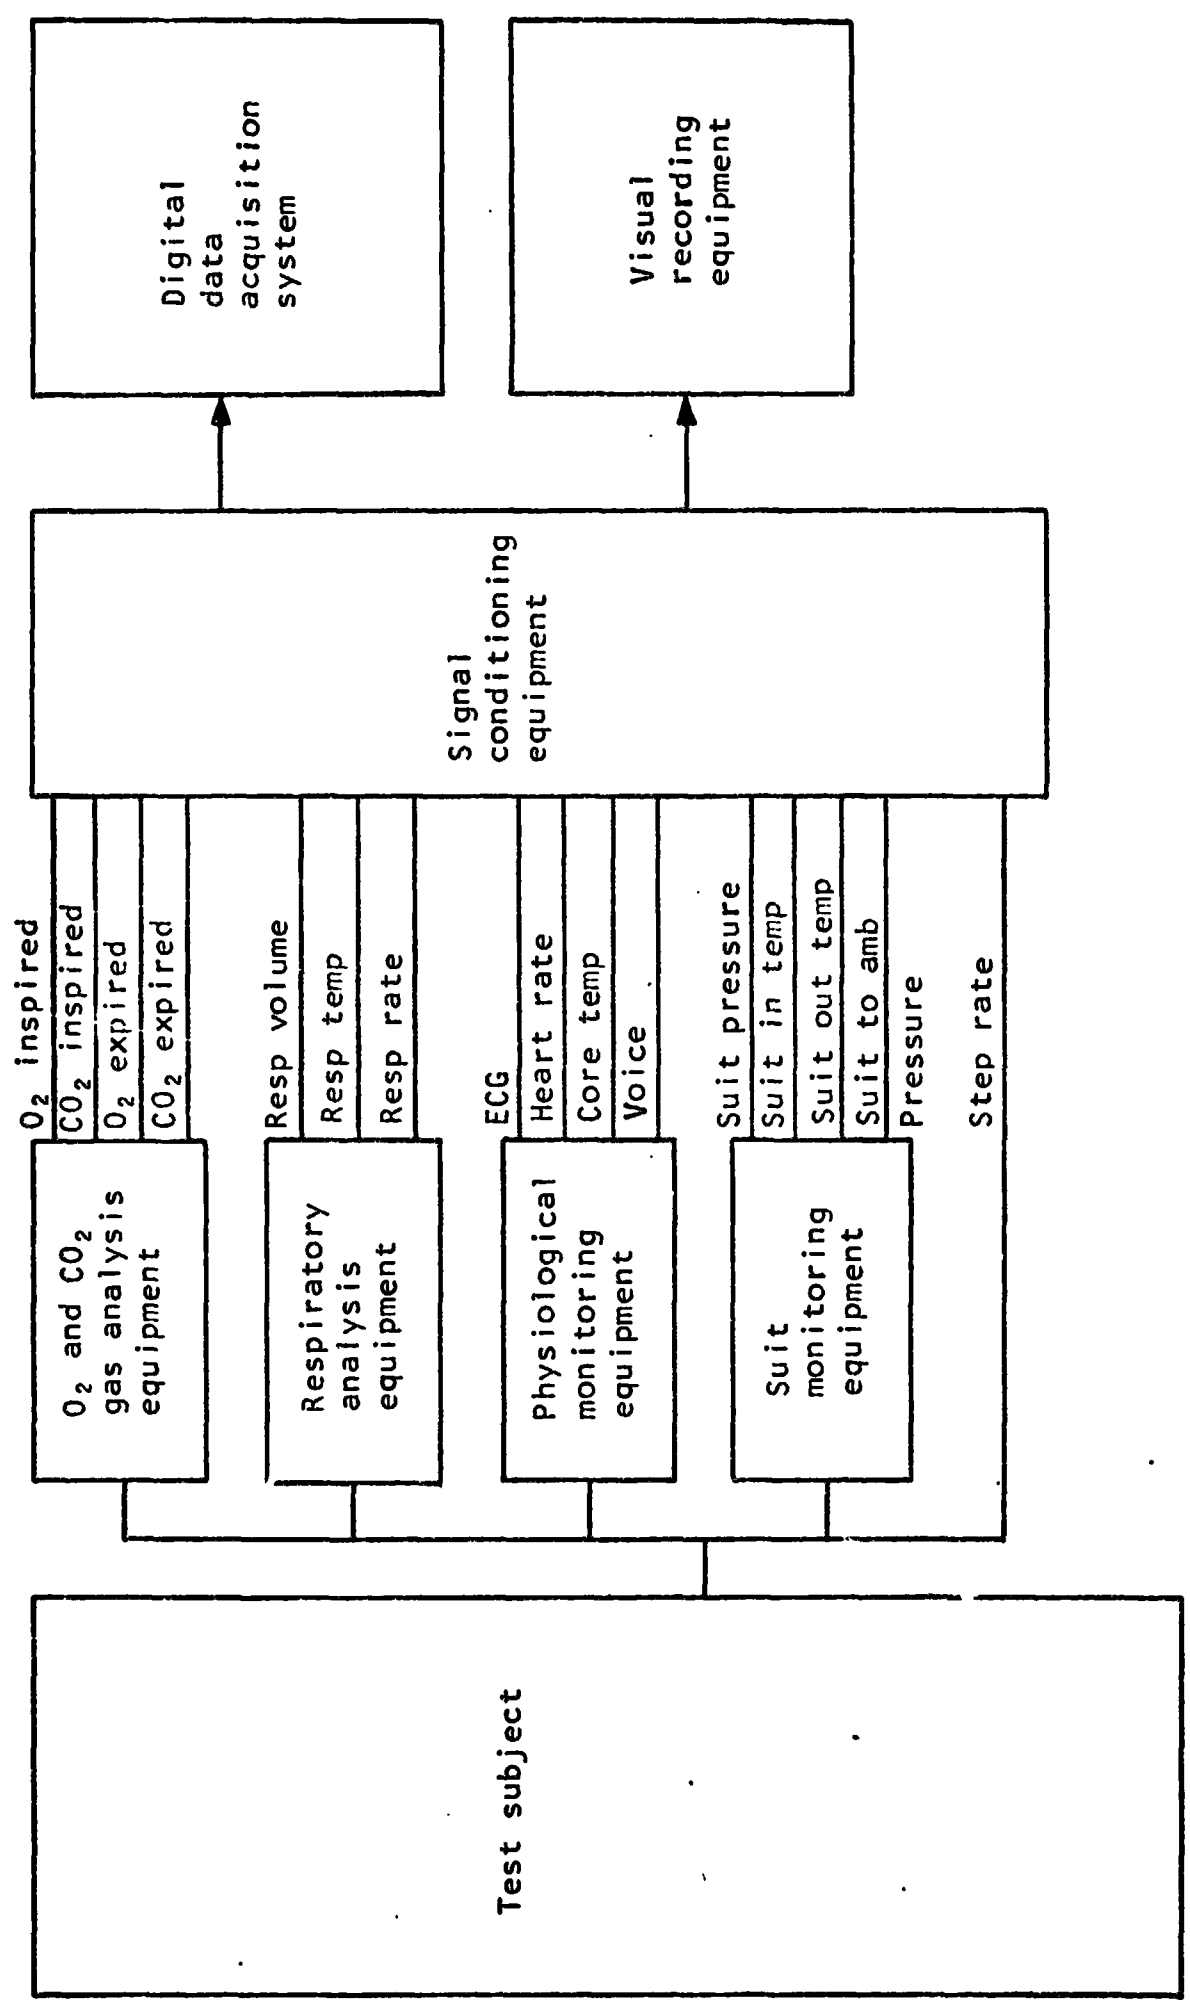 Test subject
O₂ and CO₂
gas analysis
equipment
O₂ inspired
CO₂ inspired
O₂ expired
CO₂ expired
Respiratory
analysis
equipment
Resp volume
Resp temp
Resp rate
Physiological
monitoring
equipment
ECG
Heart rate
Core temp
Voice
Suit
monitoring
equipment
Suit pressure
Suit in temp
Suit out temp
Suit to amb
Pressure
Step rate
Signal
conditioning
equipment
Digital
data
acquisition
system
Visual
recording
equipment